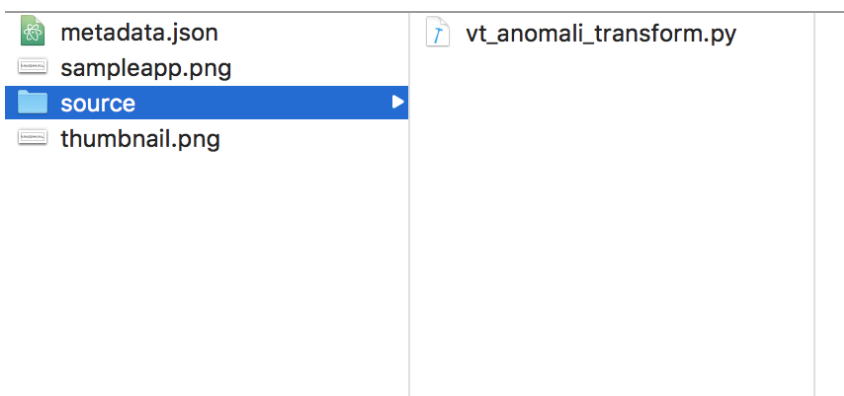 metadata.json
sampleapp.png
source
thumbnail.png
vt_anomali_transform.py